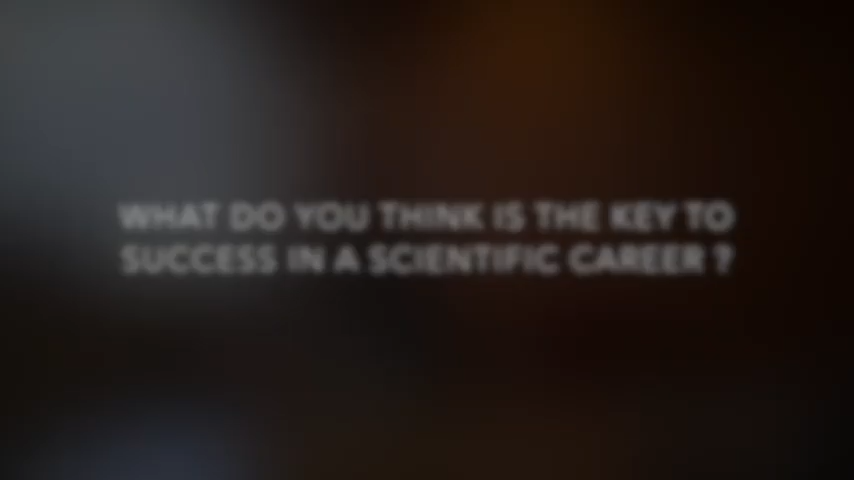 WHAT DO YOU THINK IS THE KEY TO
SUCCESS IN A SCIENTIFIC CAREER ?